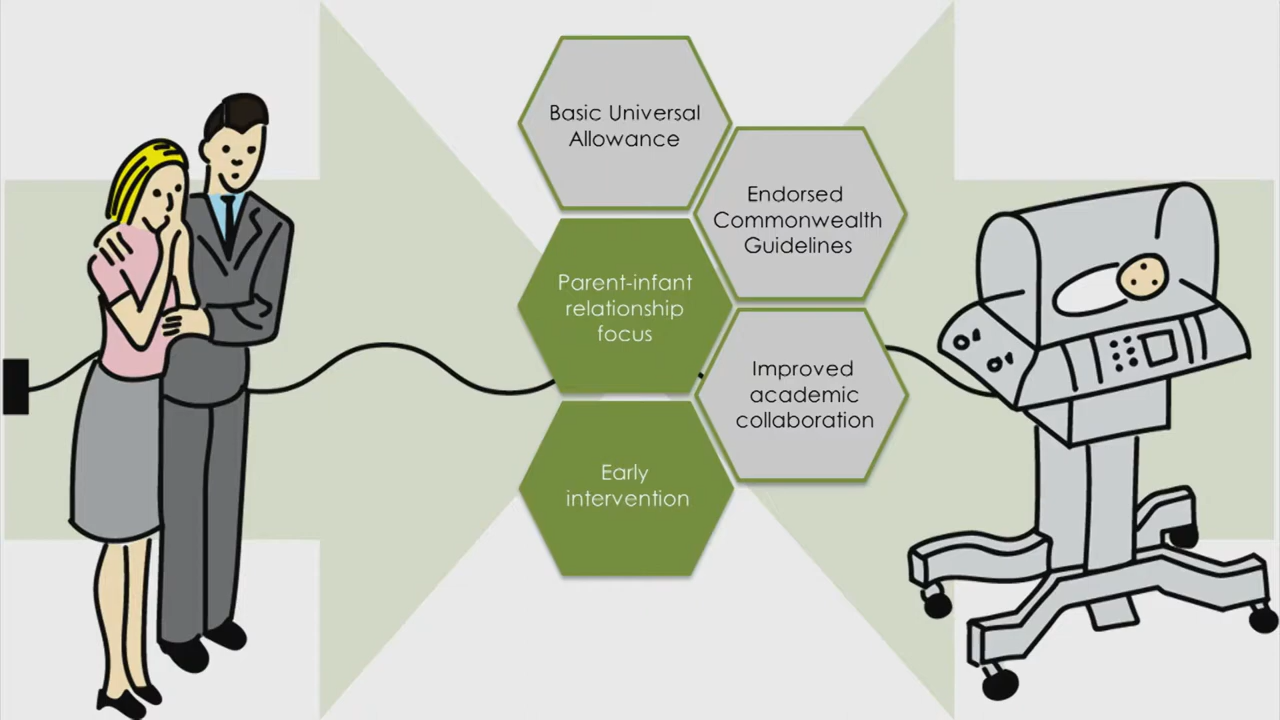 Basic Universal
Allowance
Endorsed
Commonwealth
Guidelines
Parent-infant
relationship
focus
Improved
academic
collaboration
Early
intervention